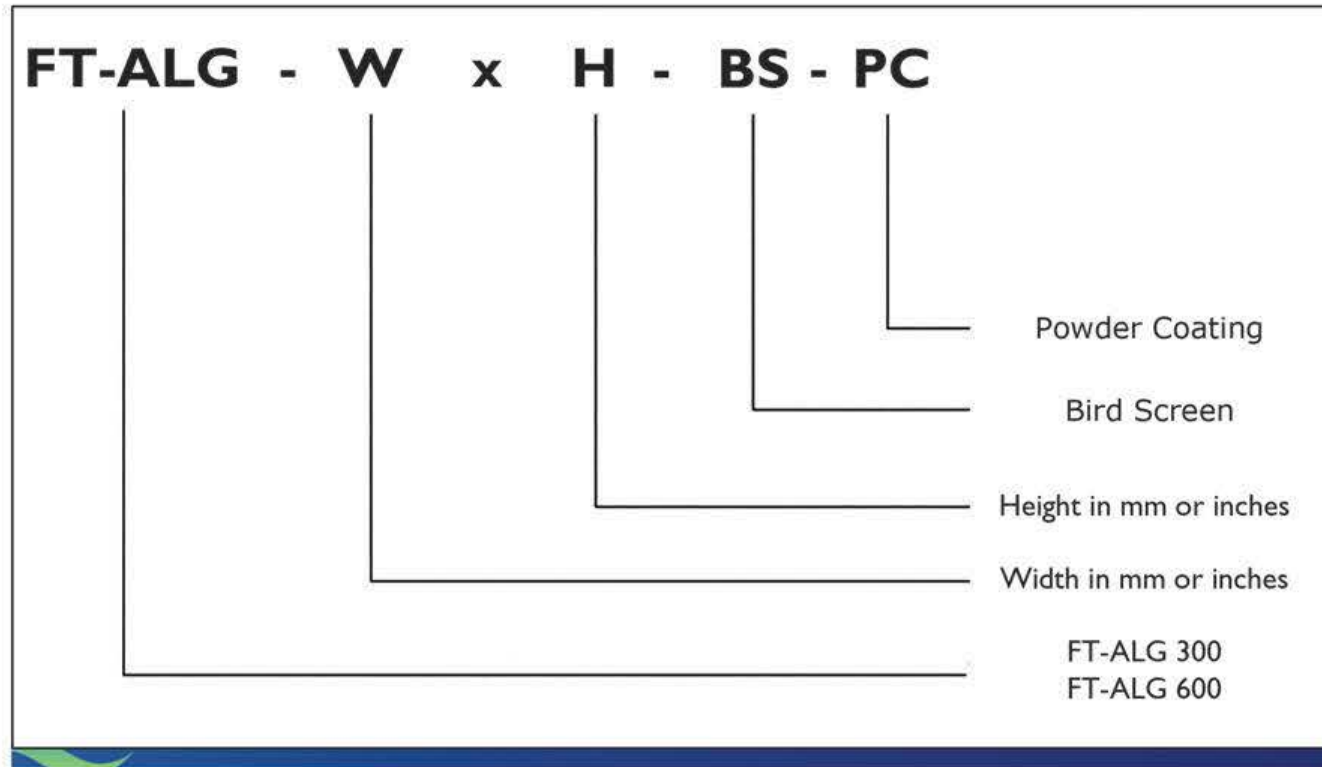 FT-ALG - W x H - BS - PC
Powder Coating
Bird Screen
Height in mm or inches
Width in mm or inches
FT-ALG 300
FT-ALG 600